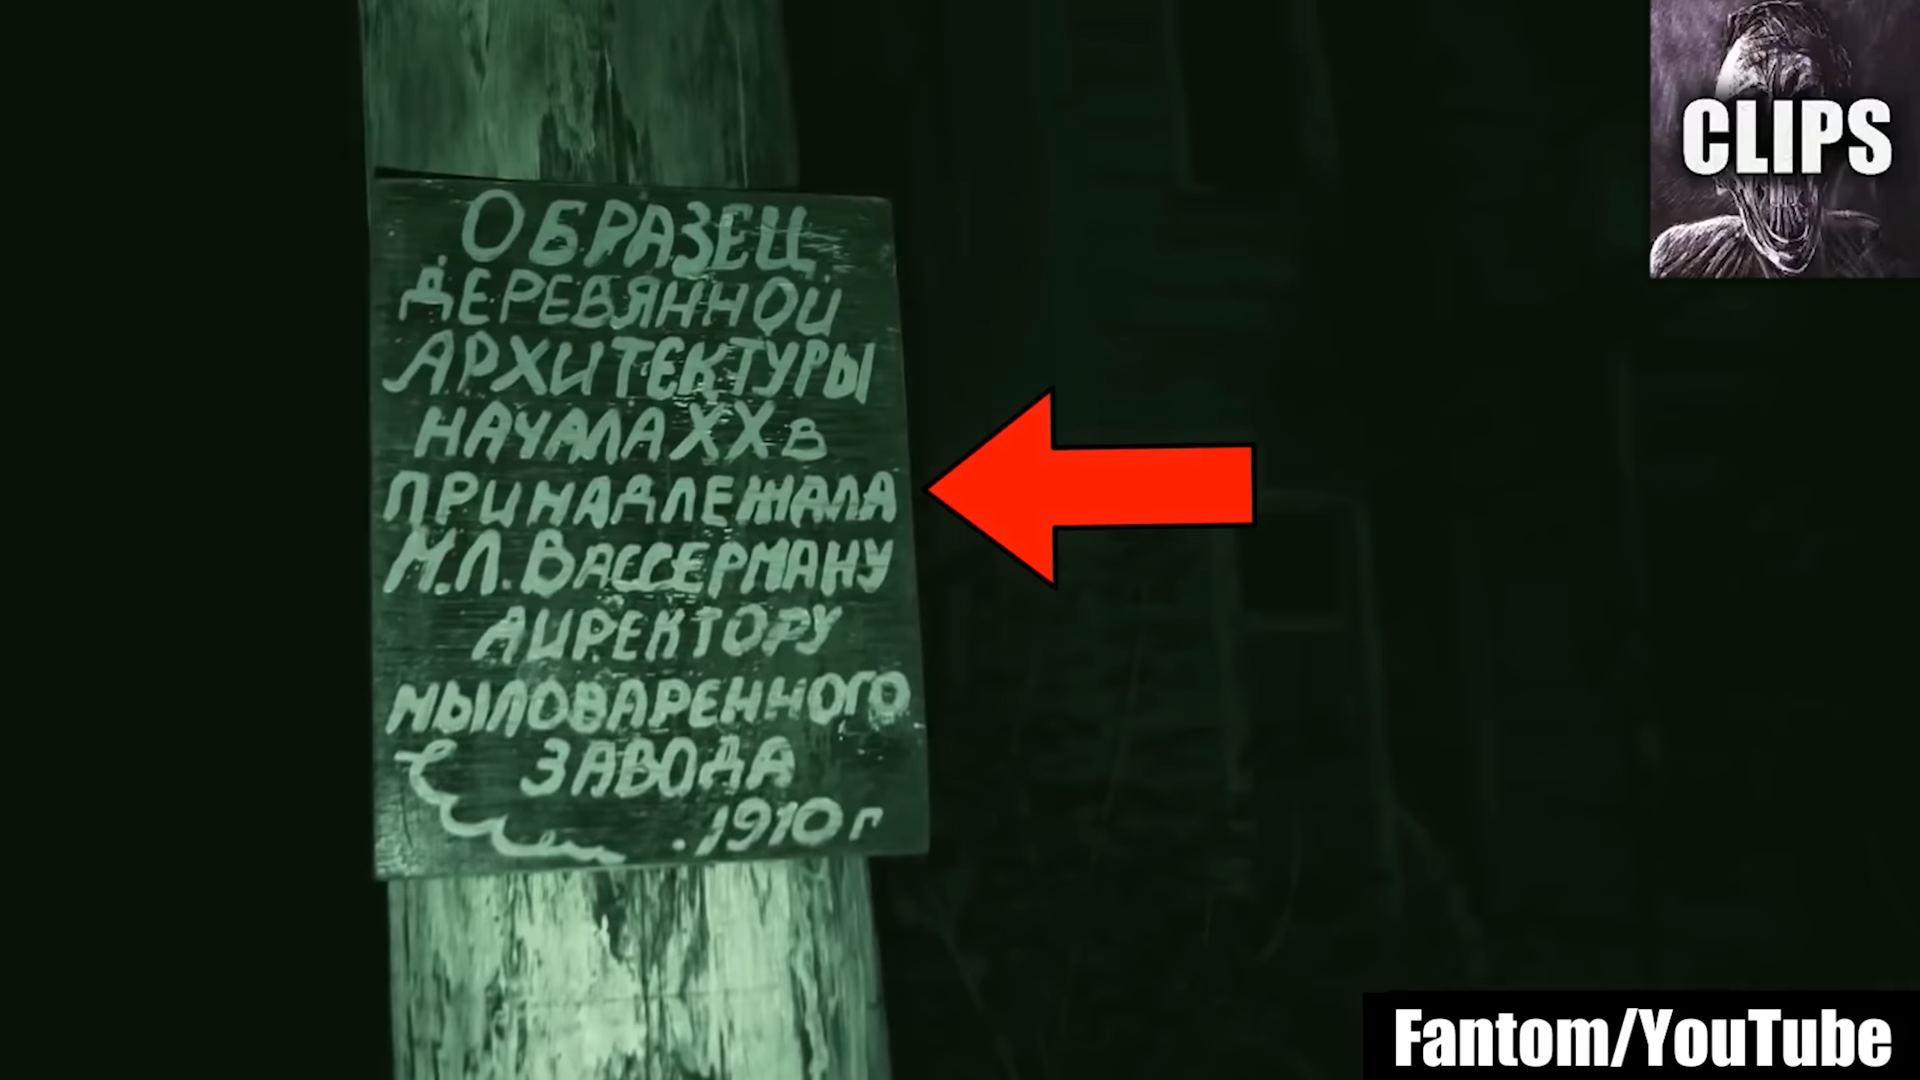 ОБРАЗЕЦ
ДЕРЕВЯННОЙ
АРХИТЕКТУРЫ
НАЧАЛА XX В
ПРИНАДЛЕЖАЛА
М.Л. ВАССЕРМАНУ
ДИРЕКТОРУ
МЫЛОВАРЕННОГО
ЗАВОДА
.1910 г
CLIPS
Fantom/YouTube